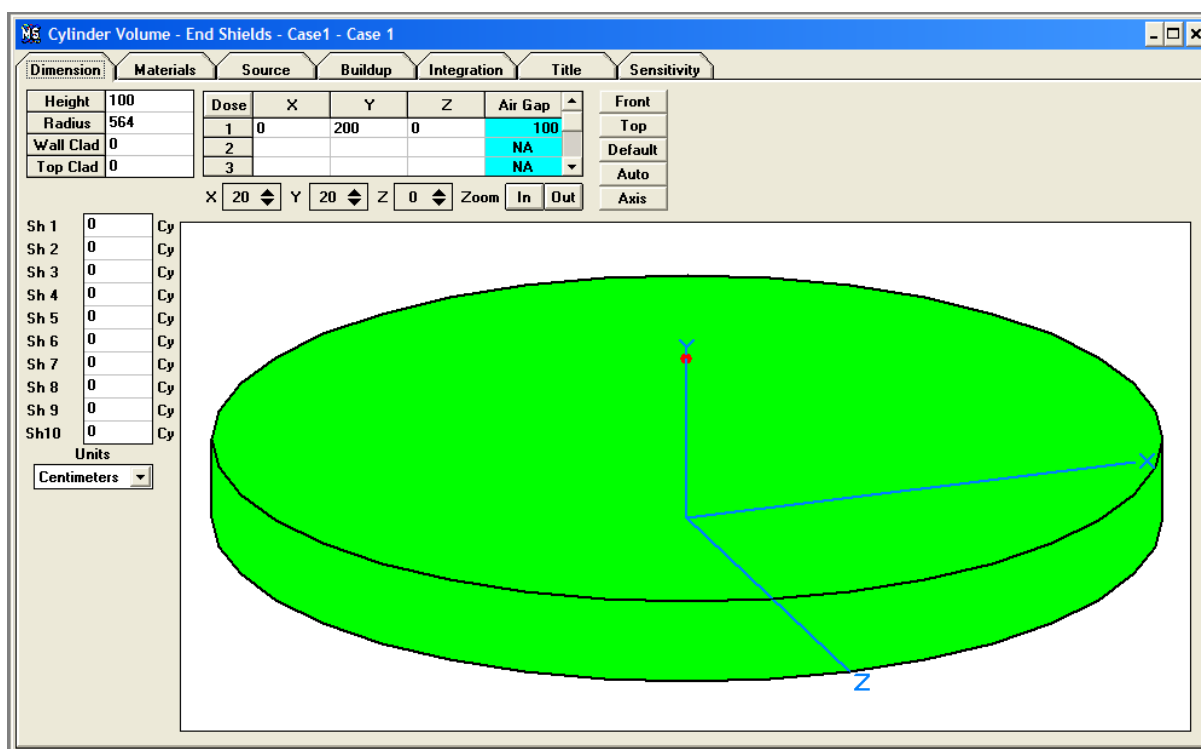 MS Cylinder Volume - End Shields - Case1 - Case 1
Dimension Materials Source Buildup Integration Title Sensitivity
Height 100
Radius 564
Wall Clad 0
Top Clad 0
Dose X Y Z Air Gap
1 0 200 0 100
2 NA
3 NA
Front
Top
Default
Auto
Axis
X 20 Y 20 Z 0 Zoom In Out
Sh 1 0 Cy
Sh 2 0 Cy
Sh 3 0 Cy
Sh 4 0 Cy
Sh 5 0 Cy
Sh 6 0 Cy
Sh 7 0 Cy
Sh 8 0 Cy
Sh 9 0 Cy
Sh10 0 Cy
Units
Centimeters
Y
X
Z